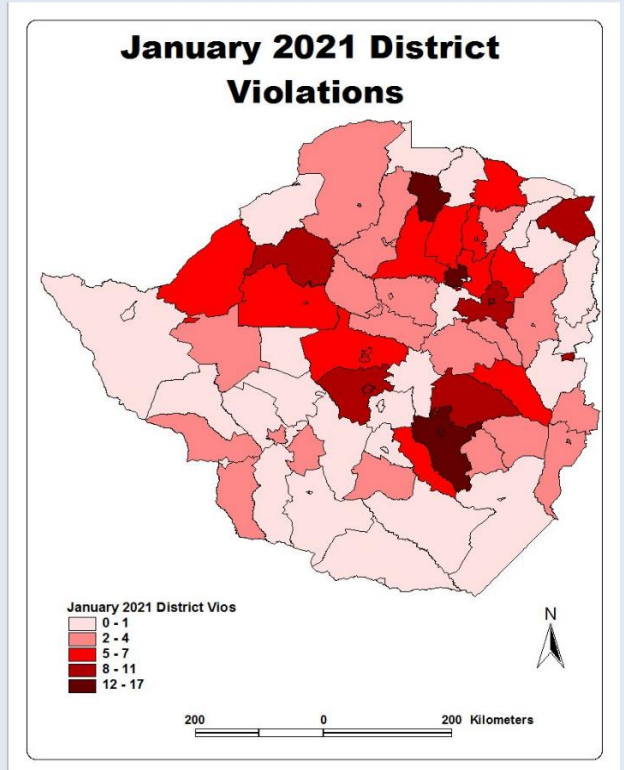 January 2021 District
Violations
January 2021 District Vios
0 - 1
2 - 4
5 - 7
8 - 11
12 - 17
N
200 0 200 Kilometers